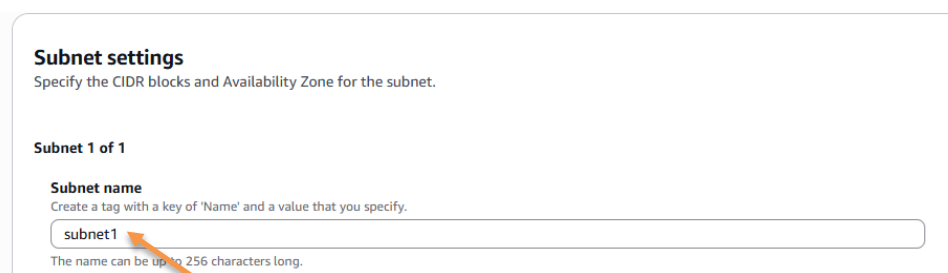 Subnet settings
Specify the CIDR blocks and Availability Zone for the subnet.
Subnet 1 of 1
Subnet name
Create a tag with a key of 'Name' and a value that you specify.
subnet1
The name can be up to 256 characters long.